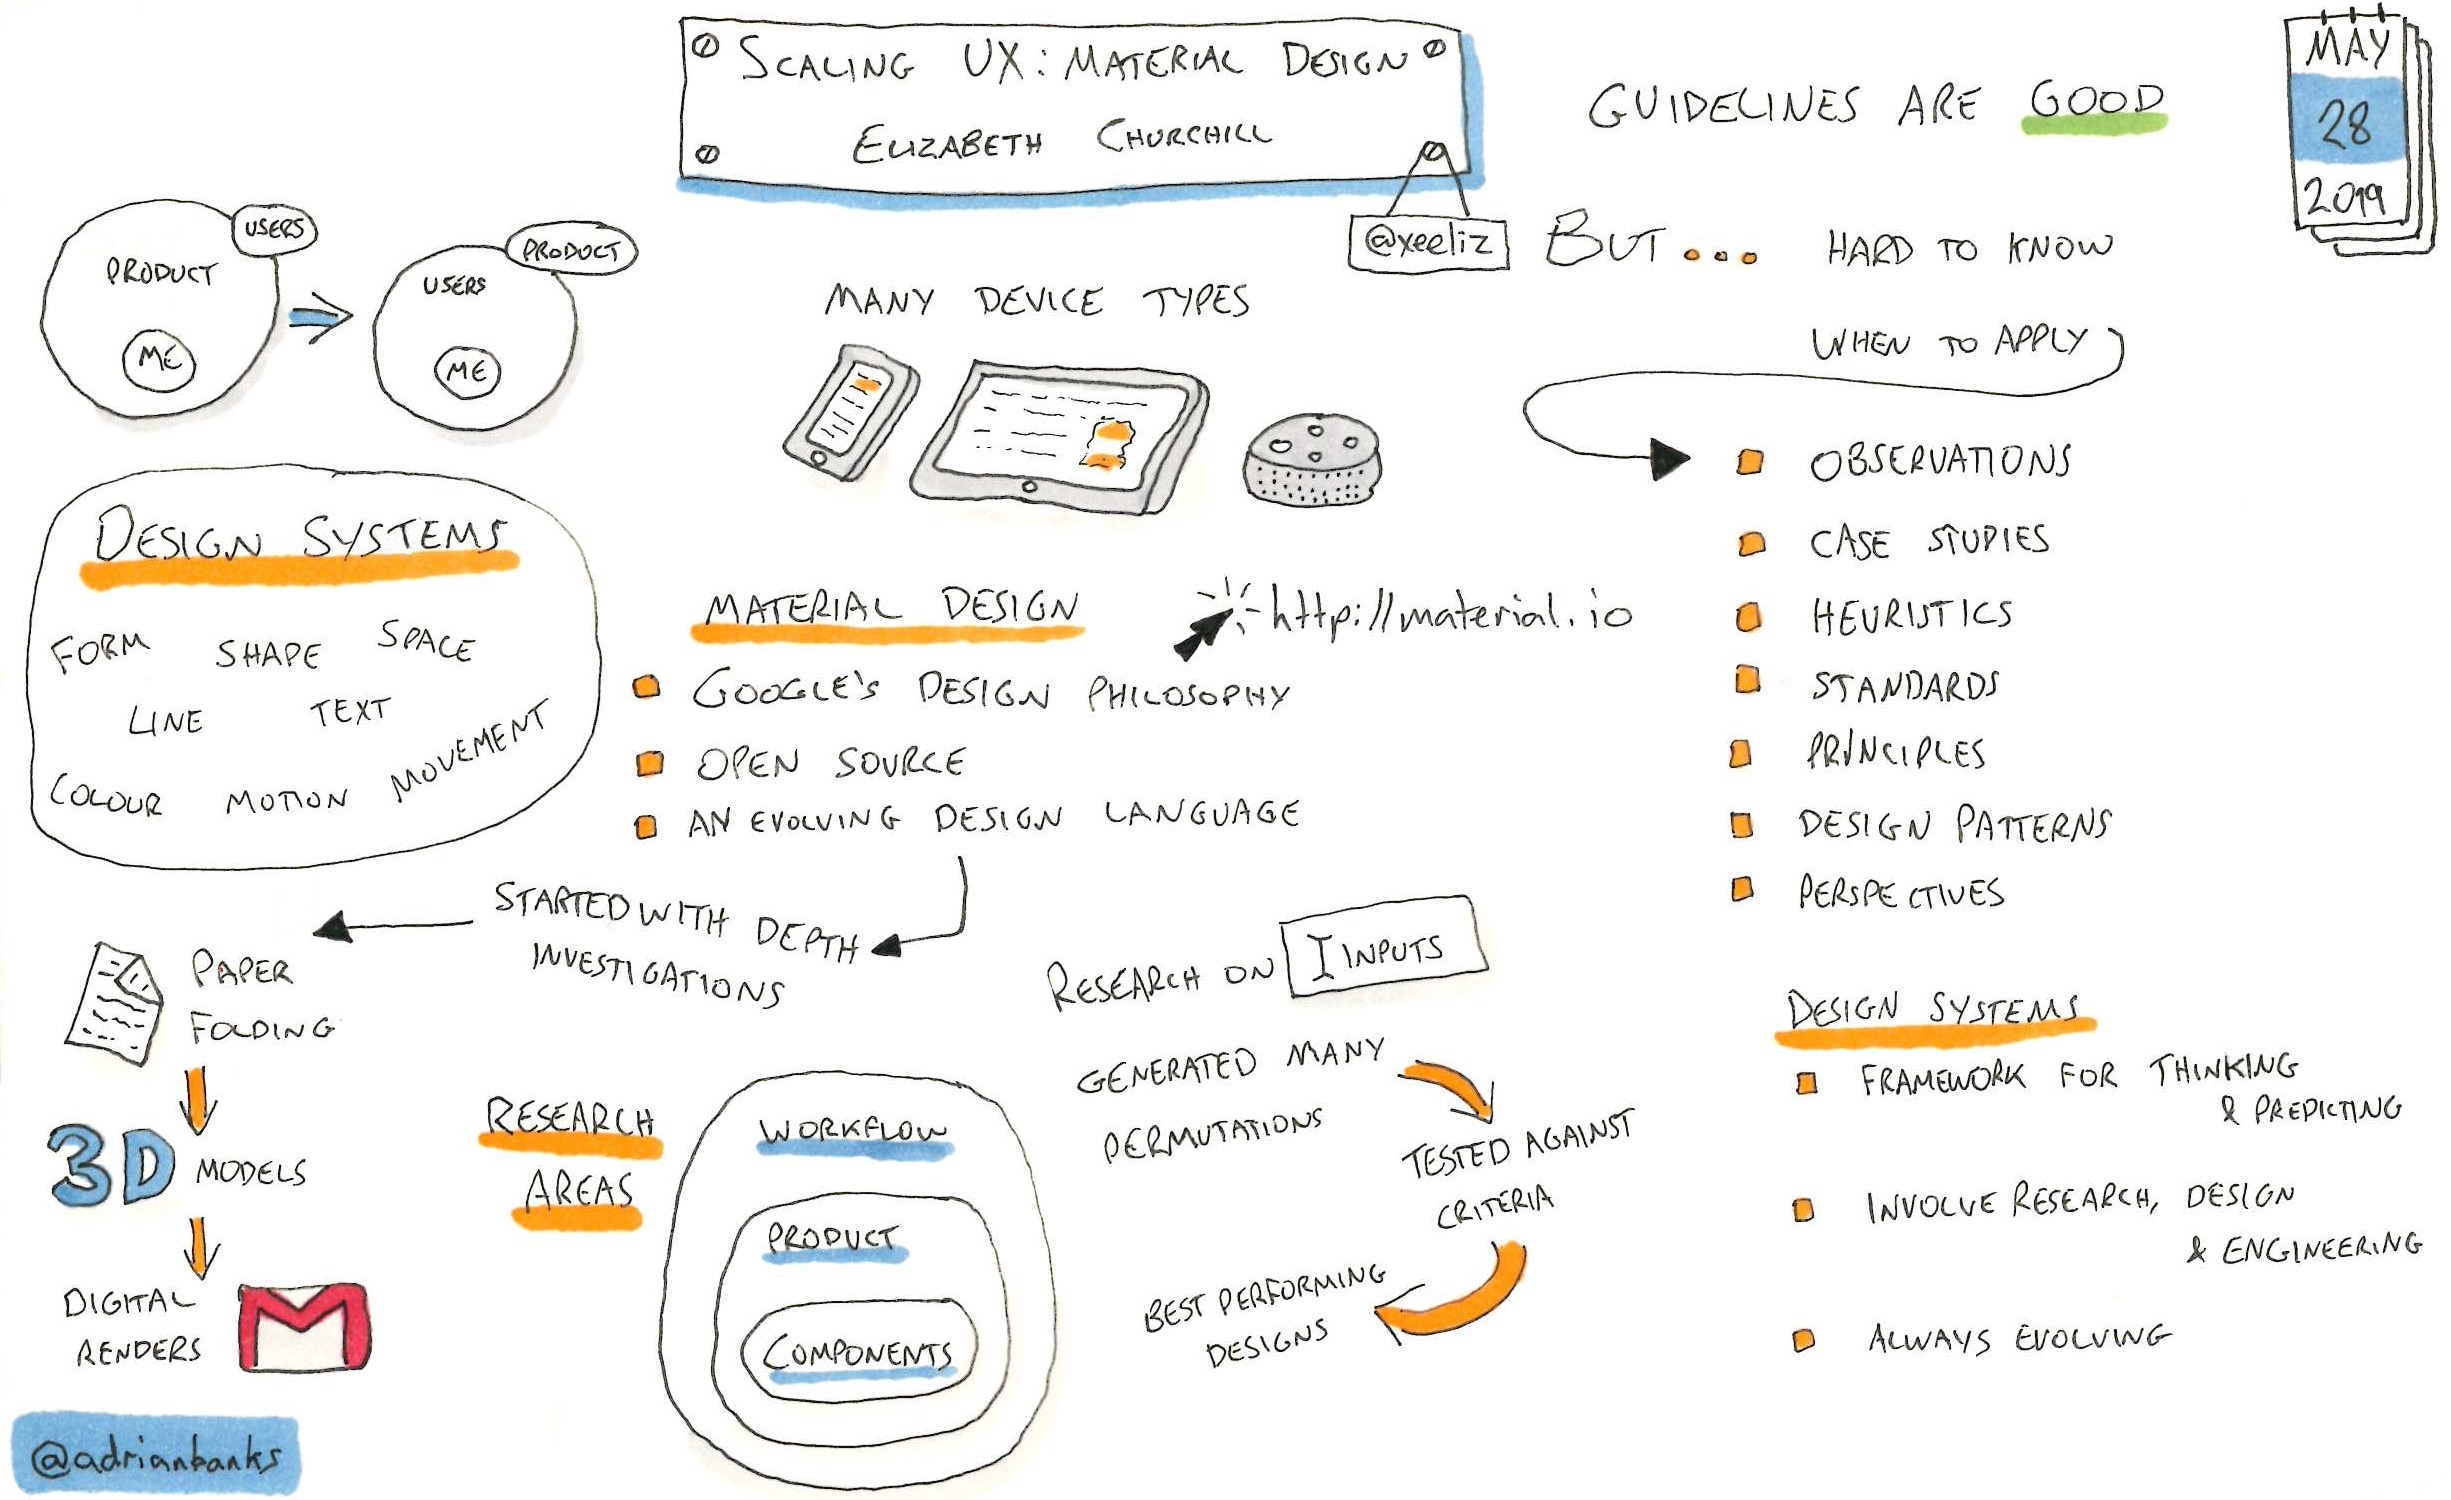 SCALING UX: MATERIAL DESIGN
ELIZABETH CHURCHILL
@xeeliz
MAY
28
2019
GUIDELINES ARE GOOD
BUT... HARD TO KNOW
WHEN TO APPLY
OBSERVATIONS
CASE STUDIES
HEURISTICS
STANDARDS
PRINCIPLES
DESIGN PATTERNS
PERSPECTIVES
USERS
PRODUCT
ME
PRODUCT
USERS
ME
MANY DEVICE TYPES
DESIGN SYSTEMS
FORM SHAPE SPACE
LINE TEXT
COLOUR MOTION MOVEMENT
MATERIAL DESIGN
http://material.io
GOOGLE'S DESIGN PHILOSOPHY
OPEN SOURCE
AN EVOLVING DESIGN LANGUAGE
STARTED WITH DEPTH
INVESTIGATIONS
PAPER
FOLDING
3D MODELS
DIGITAL
RENDERS
M
RESEARCH
AREAS
WORKFLOW
PRODUCT
COMPONENTS
RESEARCH ON I INPUTS
GENERATED MANY
PERMUTATIONS
TESTED AGAINST
CRITERIA
BEST PERFORMING
DESIGNS
DESIGN SYSTEMS
FRAMEWORK FOR THINKING
& PREDICTING
INVOLVE RESEARCH, DESIGN
& ENGINEERING
ALWAYS EVOLVING
@adrianbanks